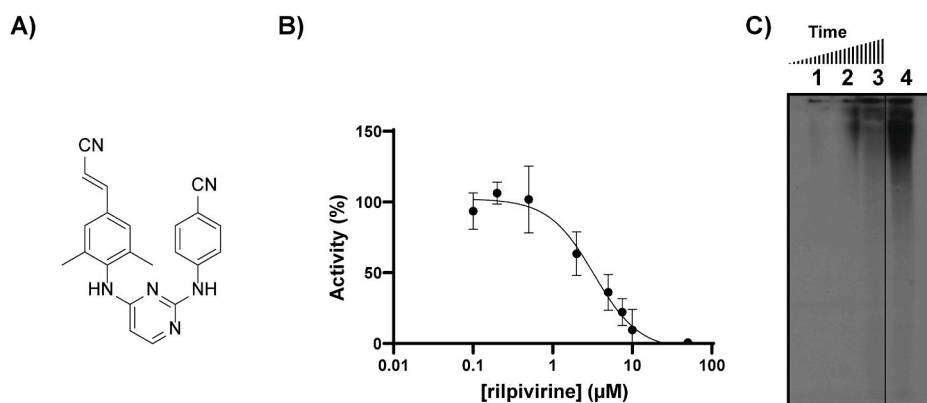 A)
B)
C)
Time
1 2 3 4
CN
CN
HN
N
NH
N
Activity (%)
150
100
50
0
0.01 0.1 1 10 100
[rilpivirine] (µM)